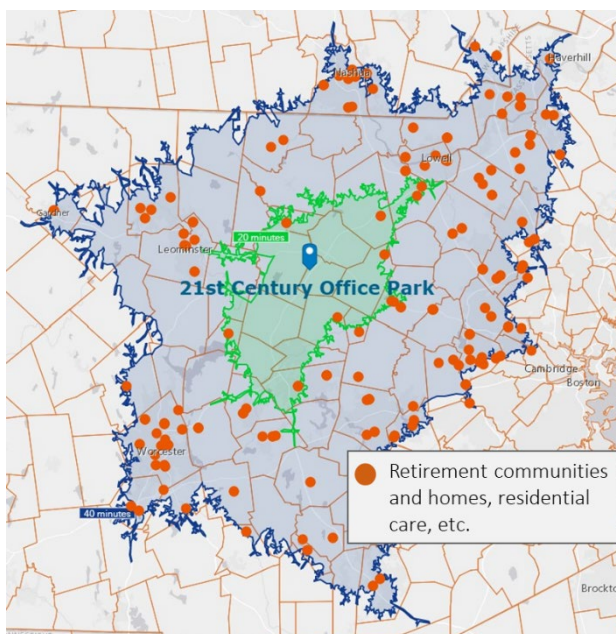 Nashua
Haverhill
Lowell
Gardner
20 minutes
Leominster
21st Century Office Park
Cambridge
Boston
Worcester
Retirement communities
and homes, residential
care, etc.
40 minutes
Brockto